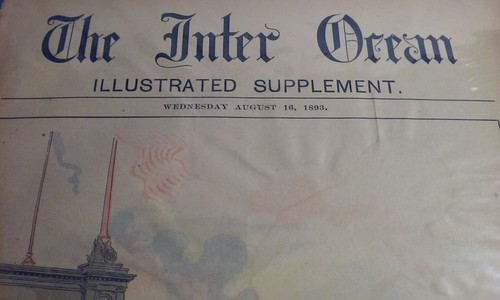 The Inter Ocean
ILLUSTRATED SUPPLEMENT.
WEDNESDAY AUGUST 16, 1893.